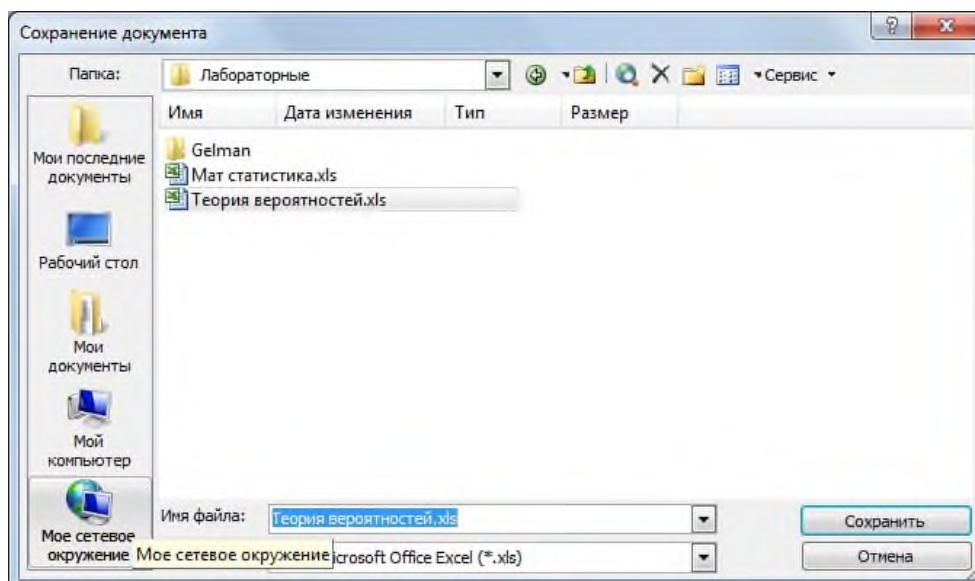 Сохранение документа
Папка:
Лабораторные
Сервис
Имя Дата изменения Тип Размер
Gelman
Мат статистика.xls
Теория вероятностей.xls
Мои последние
документы
Рабочий стол
Мои
документы
Мой
компьютер
Мое сетевое
окружение
Мое сетевое окружение
Имя файла:
Теория вероятностей.xls
Сохранить
Office Excel (*.xls)
Отмена